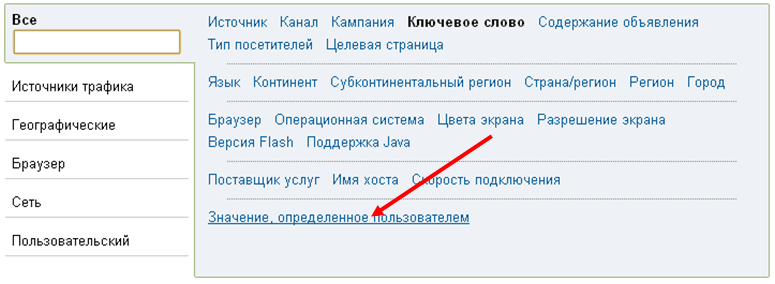 Все
Источники трафика
Географические
Браузер
Сеть
Пользовательский
Источник Канал Кампания Ключевое слово Содержание объявления
Тип посетителей Целевая страница
Язык Континент Субконтинентальный регион Страна/регион Регион Город
Браузер Операционная система Цвета экрана Разрешение экрана
Версия Flash Поддержка Java
Поставщик услуг Имя хоста Скорость подключения
Значение, определенное пользователем